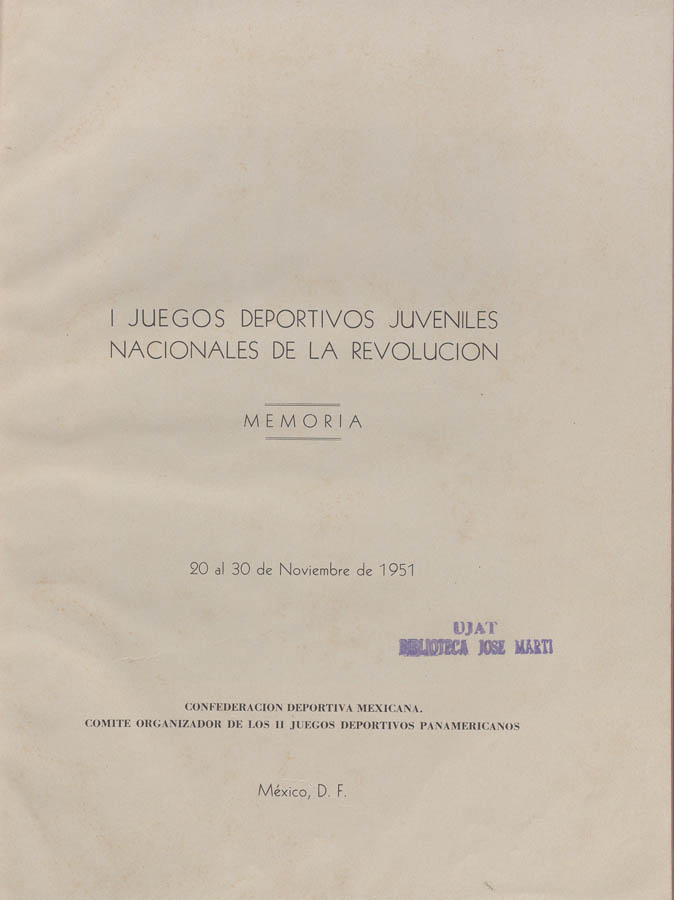 I JUEGOS DEPORTIVOS JUVENILES
NACIONALES DE LA REVOLUCION
MEMORIA
20 al 30 de Noviembre de 1951
UJAT
BIBLIOTECA JOSE MARTI
CONFEDERACION DEPORTIVA MEXICANA.
COMITE ORGANIZADOR DE LOS II JUEGOS DEPORTIVOS PANAMERICANOS
México, D. F.